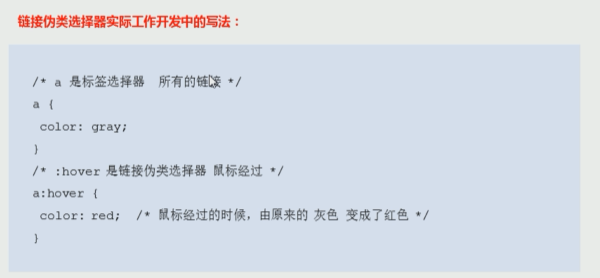 链接伪类选择器实际工作开发中的写法：
/* a 是标签选择器  所有的链接 */
a {
 color: gray;
}
/* :hover 是链接伪类选择器 鼠标经过 */
a:hover {
 color: red;  /* 鼠标经过的时候，由原来的 灰色 变成了红色 */
}